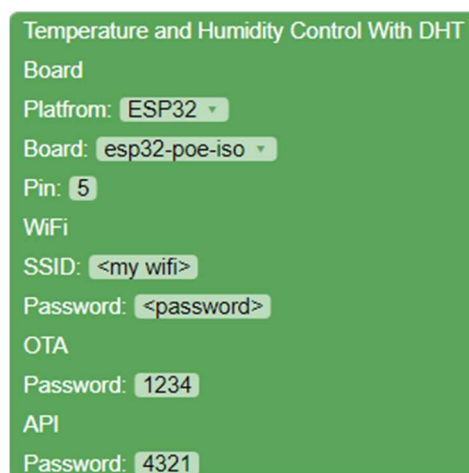 Temperature and Humidity Control With DHT
Board
Platfrom: ESP32
Board: esp32-poe-iso
Pin: 5
WiFi
SSID: <my wifi>
Password: <password>
OTA
Password: 1234
API
Password: 4321